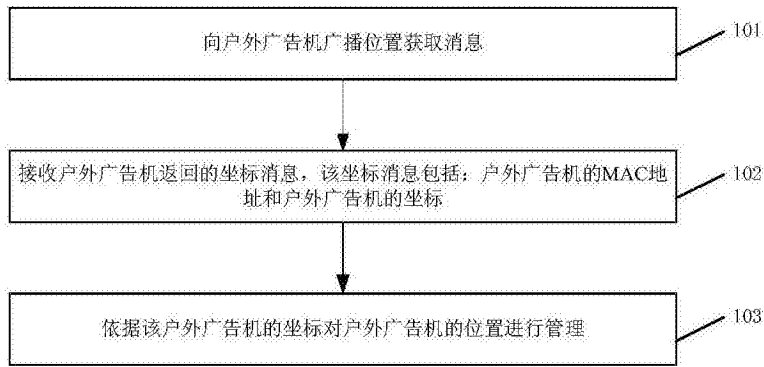 向户外广告机广播位置获取消息
101
接收户外广告机返回的坐标消息，该坐标消息包括：户外广告机的MAC地
址和户外广告机的坐标
102
依据该户外广告机的坐标对户外广告机的位置进行管理
103